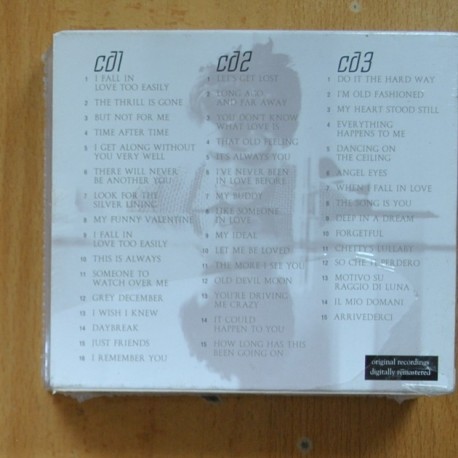 cd1
1 I FALL IN
LOVE TOO EASILY
2 THE THRILL IS GONE
3 BUT NOT FOR ME
4 TIME AFTER TIME
5 I GET ALONG WITHOUT
YOU VERY WELL
6 THERE WILL NEVER
BE ANOTHER YOU
7 LOOK FOR THE
SILVER LINING
8 MY FUNNY VALENTINE
9 I FALL IN
LOVE TOO EASILY
10 THIS IS ALWAYS
11 SOMEONE TO
WATCH OVER ME
12 GREY DECEMBER
13 I WISH I KNEW
14 DAYBREAK
15 JUST FRIENDS
16 I REMEMBER YOU
cd2
1 LET'S GET LOST
2 LONG AGO
AND FAR AWAY
3 YOU DON'T KNOW
WHAT LOVE IS
4 THAT OLD FEELING
5 IT'S ALWAYS YOU
6 I'VE NEVER BEEN
IN LOVE BEFORE
7 MY BUDDY
8 LIKE SOMEONE
IN LOVE
9 MY IDEAL
10 LET ME BE LOVED
11 THE MORE I SEE YOU
12 OLD DEVIL MOON
13 YOU'RE DRIVING
ME CRAZY
14 IT COULD
HAPPEN TO YOU
15 HOW LONG HAS THIS
BEEN GOING ON
cd3
1 DO IT THE HARD WAY
2 I'M OLD FASHIONED
3 MY HEART STOOD STILL
4 EVERYTHING
HAPPENS TO ME
5 DANCING ON
THE CEILING
6 ANGEL EYES
7 WHEN I FALL IN LOVE
8 THE SONG IS YOU
9 DEEP IN A DREAM
10 FORGETFUL
11 CHETTY'S LULLABY
12 SO CHE TI PERDERO
13 MOTIVO SU
RAGGIO DI LUNA
14 IL MIO DOMANI
15 ARRIVEDERCI
original recordings
digitally remastered